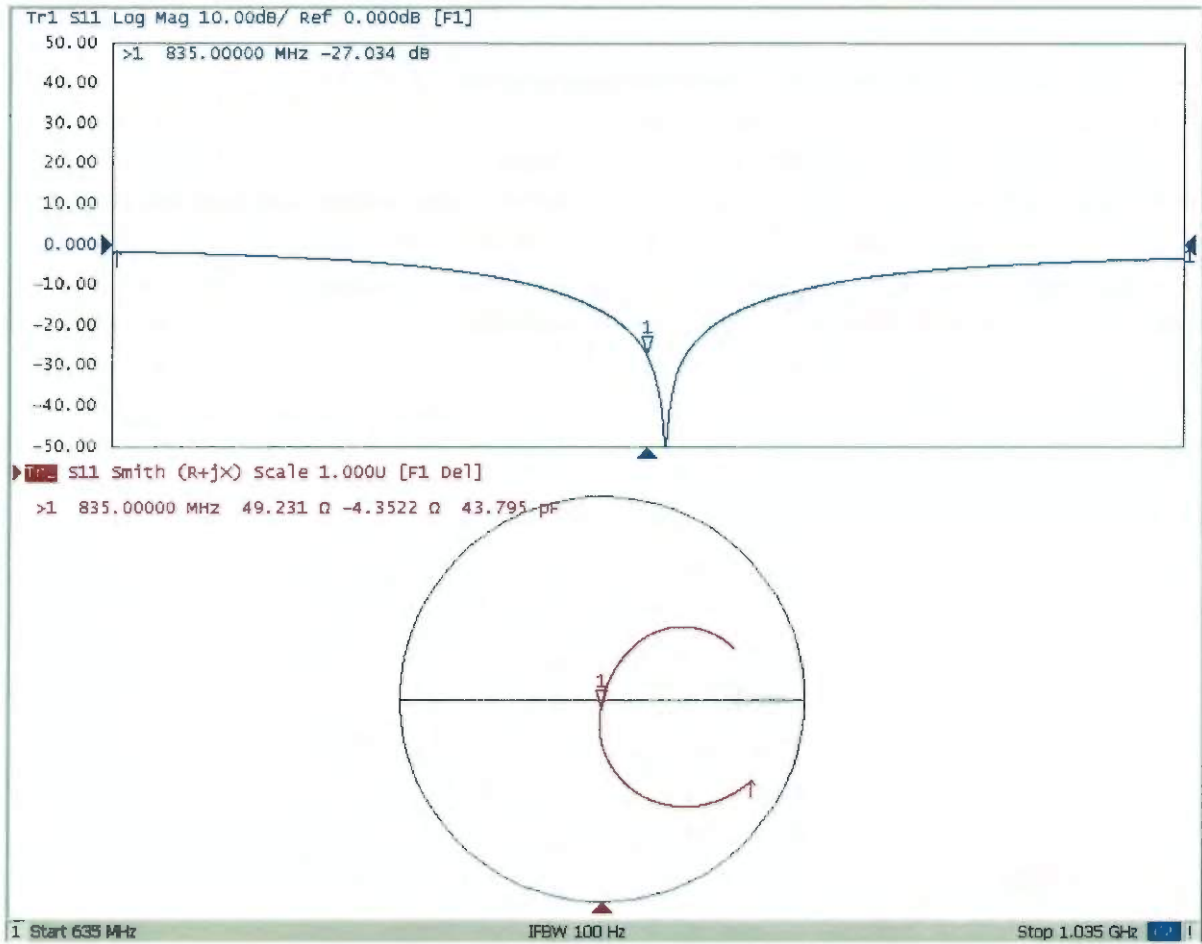 Tr1 S11 Log Mag 10.00dB/ Ref 0.000dB [F1]
50.00
>1 835.00000 MHz -27.034 dB
40.00
30.00
20.00
10.00
0.000
-10.00
-20.00
1
-30.00
-40.00
-50.00
S11 Smith (R+jX) Scale 1.000U [F1 Del]
>1 835.00000 MHz 49.231 Ω -4.3522 Ω 43.795 pF
1
1 Start 635 MHz IFBW 100 Hz Stop 1.035 GHz !